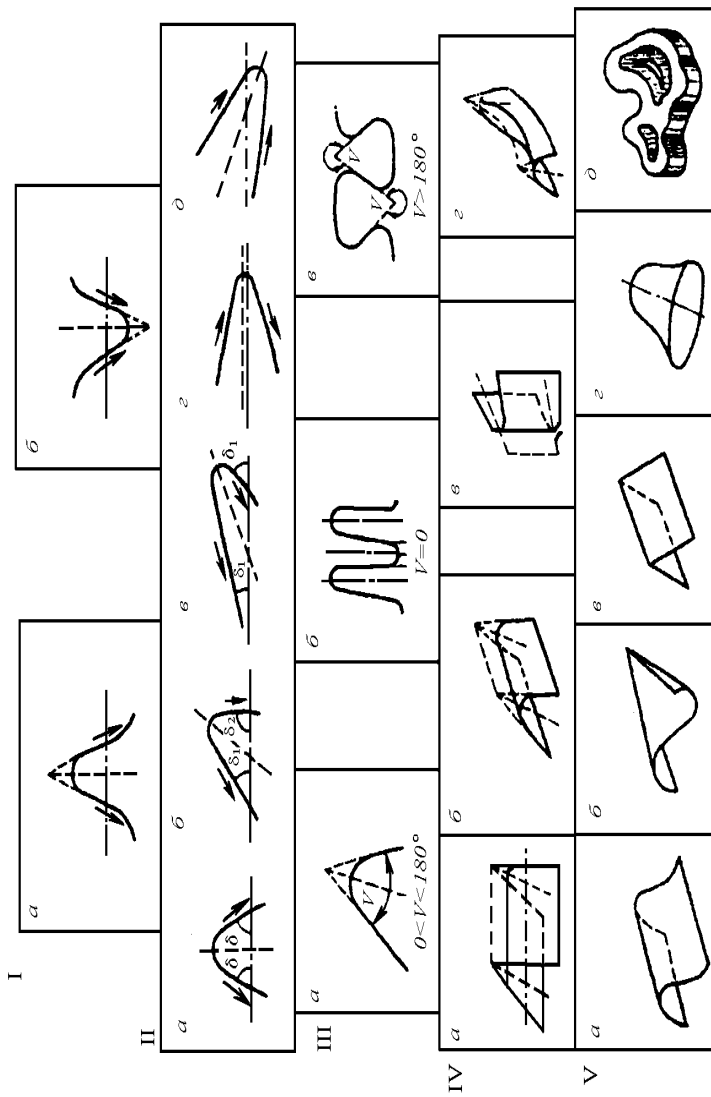 I
а б
II
а б в г д
δ δ δ₁ δ₂ δ₁ δ₁
III
а б в
V V V
0<V<180° V=0 V>180°
IV
а б в г
V
а б в г д